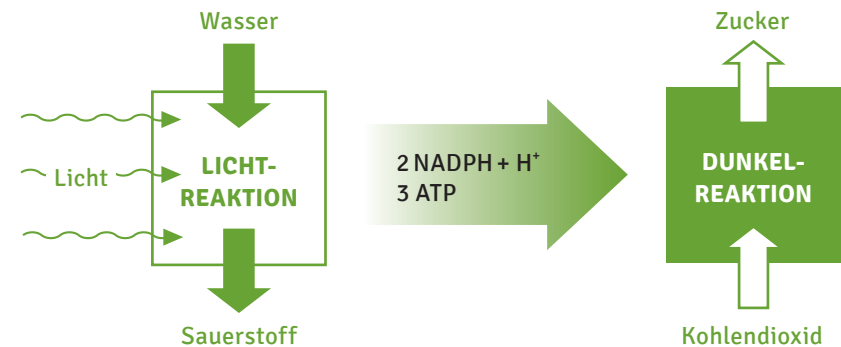 Wasser
Zucker
Licht
LICHT-
REAKTION
2 NADPH + H⁺
3 ATP
DUNKEL-
REAKTION
Sauerstoff
Kohlendioxid